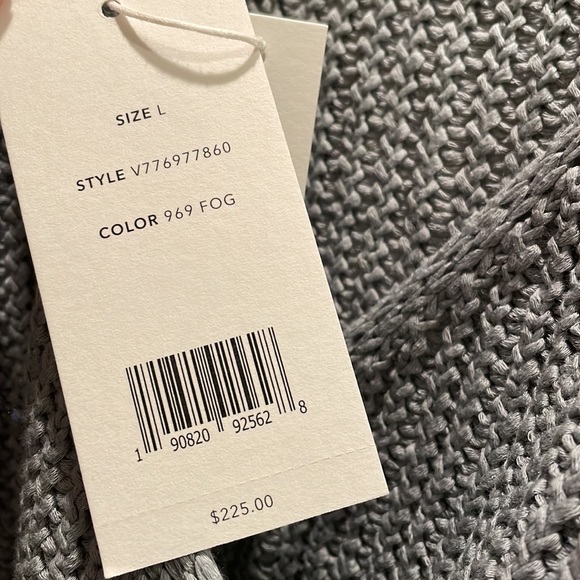 SIZE L
STYLE V776977860
COLOR 969 FOG
1 90820 92562 8
$225.00